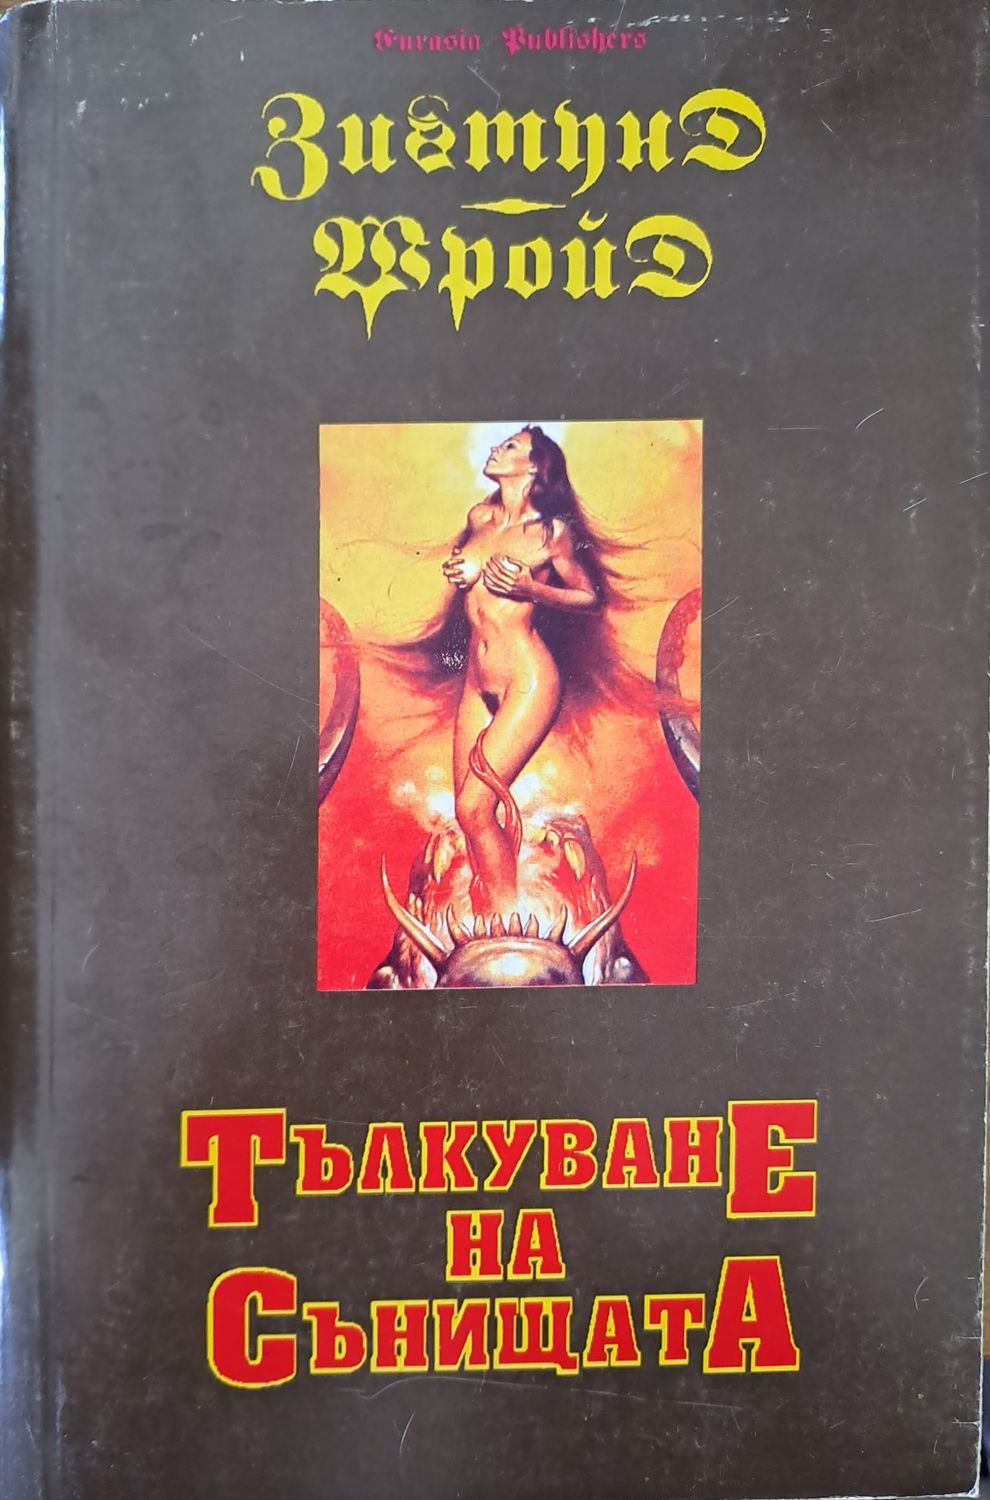 Eurasia Publishers
Зигмунд
Фройд
Тълкуване
на
Сънищата